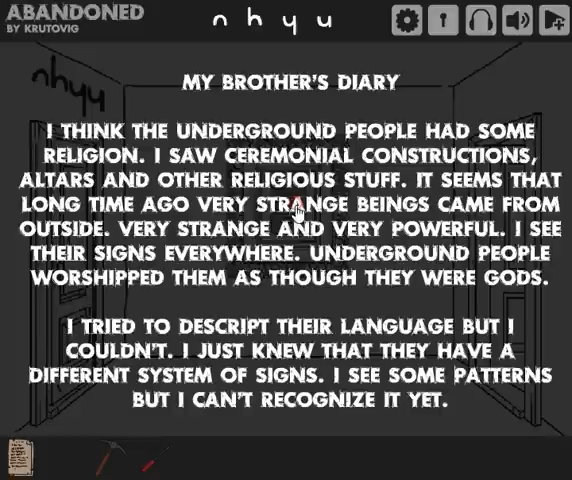 ABANDONED
BY KRUTOVIG
nhyu
nhyu
MY BROTHER'S DIARY
I THINK THE UNDERGROUND PEOPLE HAD SOME
RELIGION. I SAW CEREMONIAL CONSTRUCTIONS,
ALTARS AND OTHER RELIGIOUS STUFF. IT SEEMS THAT
LONG TIME AGO VERY STRANGE BEINGS CAME FROM
OUTSIDE. VERY STRANGE AND VERY POWERFUL. I SEE
THEIR SIGNS EVERYWHERE. UNDERGROUND PEOPLE
WORSHIPPED THEM AS THOUGH THEY WERE GODS.
I TRIED TO DESCRIPT THEIR LANGUAGE BUT I
COULDN'T. I JUST KNEW THAT THEY HAVE A
DIFFERENT SYSTEM OF SIGNS. I SEE SOME PATTERNS
BUT I CAN'T RECOGNIZE IT YET.